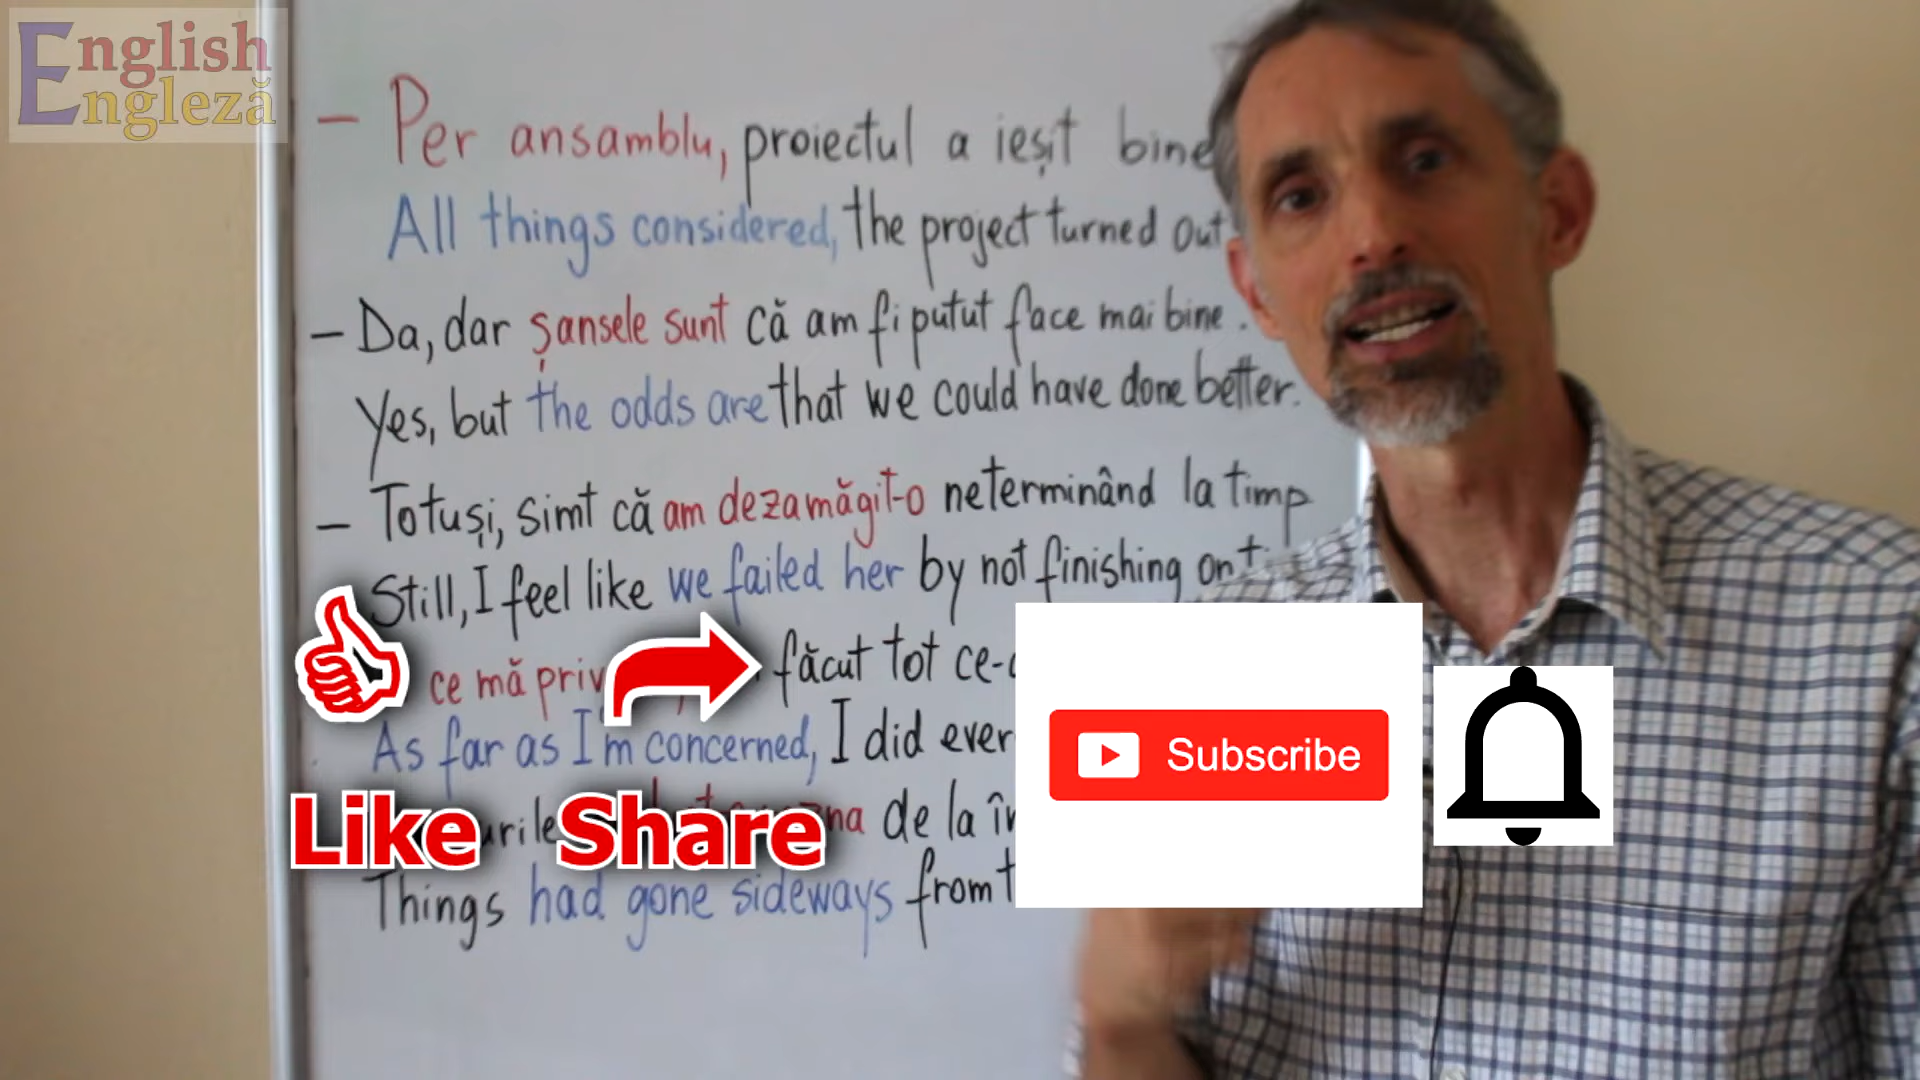 English
Engleză
- Per ansamblu, proiectul a ieșit bine
All things considered, the project turned out
- Da, dar șansele sunt că am fi putut face mai bine.
Yes, but the odds are that we could have done better.
- Totuși, simt că am dezamăgit-o neterminând la timp
Still, I feel like we failed her by not finishing on
ce mă făcut tot
As far as I'm concerned, I did
de la
Things had gone sideways from
Like Share
Subscribe